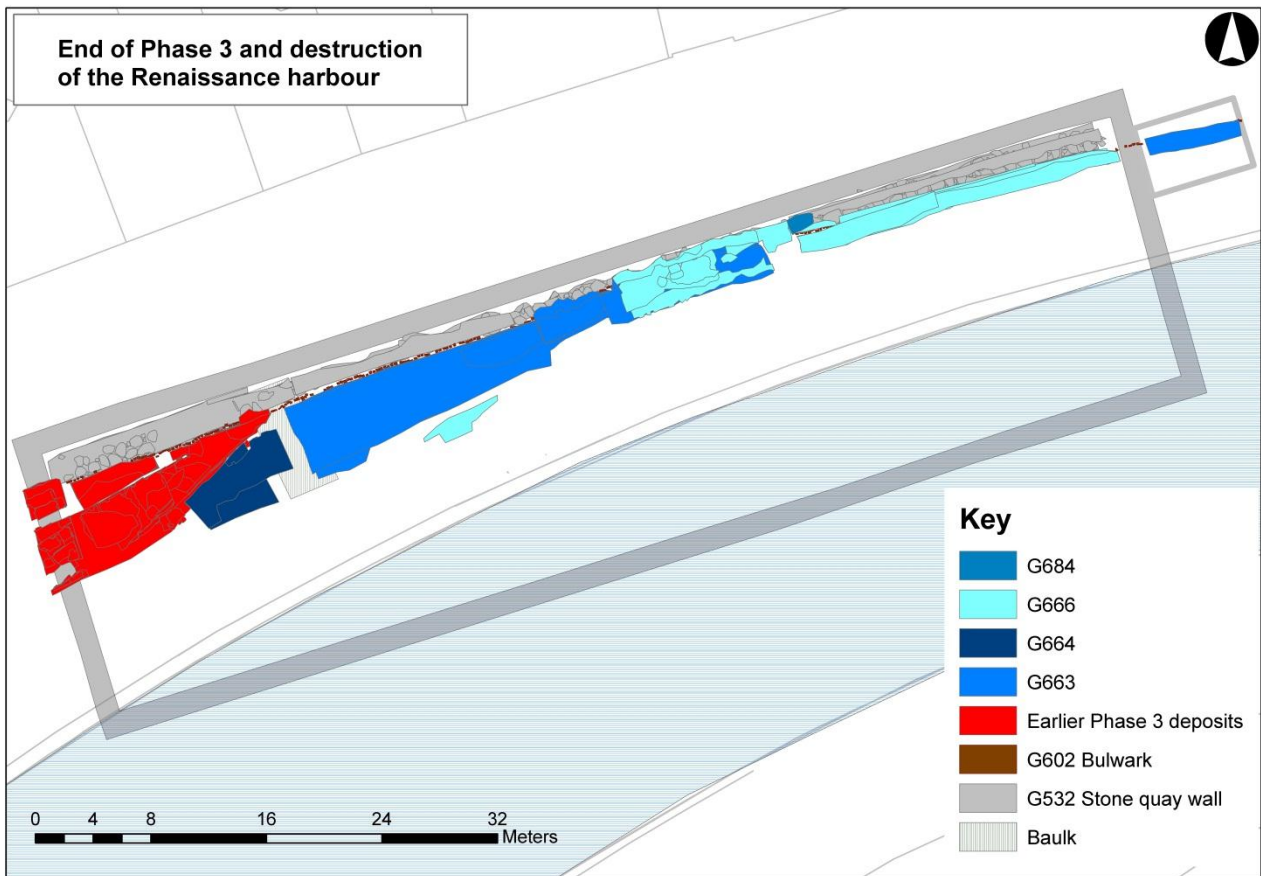 End of Phase 3 and destruction
of the Renaissance harbour
Key
G684
G666
G664
G663
Earlier Phase 3 deposits
G602 Bulwark
G532 Stone quay wall
Baulk
0 4 8 16 24 32
Meters